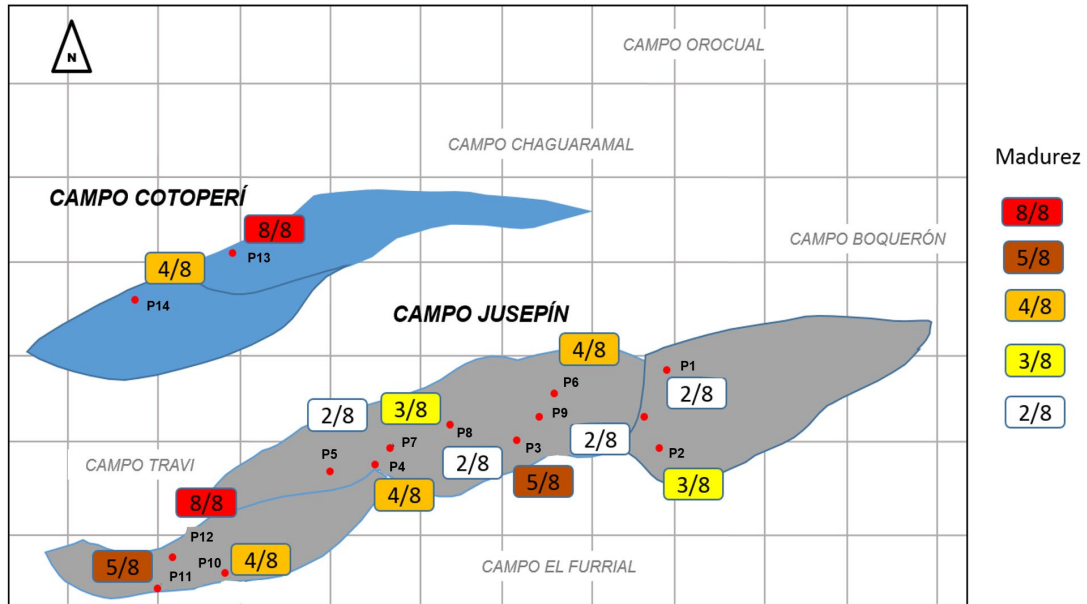 N
CAMPO OROCUAL
CAMPO CHAGUARAMAL
Madurez
CAMPO COTOPERÍ
8/8
8/8
P13
CAMPO BOQUERÓN
5/8
4/8
P14
CAMPO JUSEPÍN
4/8
4/8
P1
3/8
P6
2/8
2/8
3/8
P9
2/8
P8
2/8
P7
P3
P2
P5
P4
2/8
CAMPO TRAVI
5/8
3/8
4/8
8/8
P12
5/8
P10
4/8
CAMPO EL FURRIAL
P11